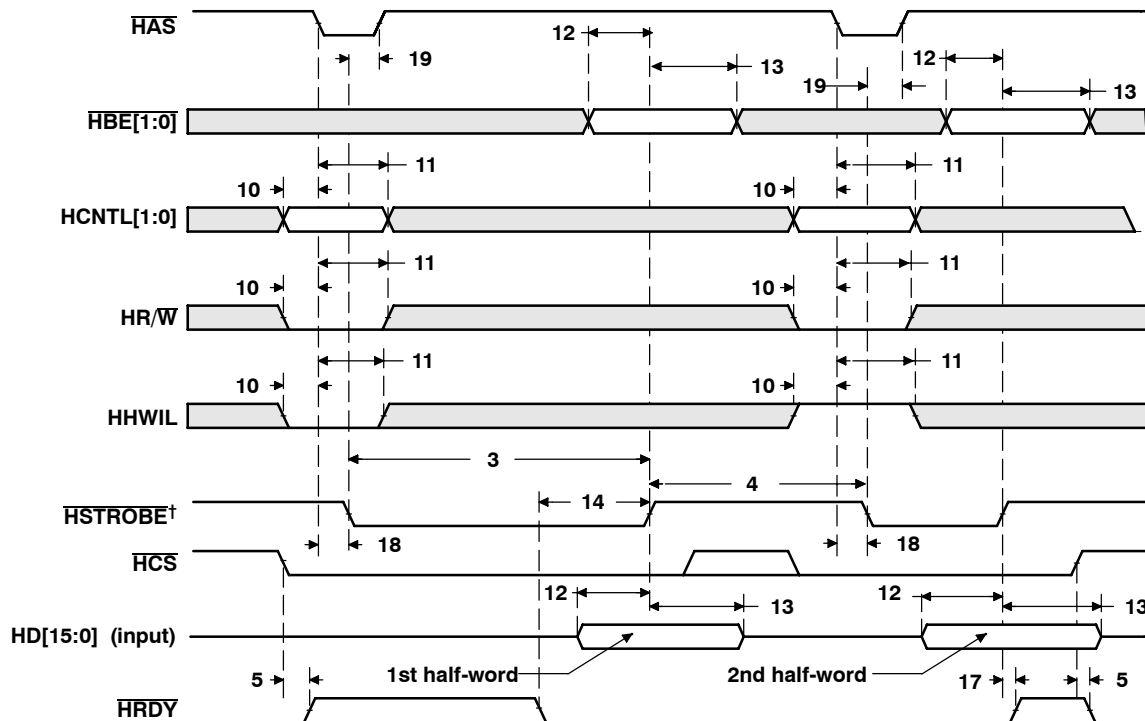 HAS
12
12
19
13
19
13
HBE[1:0]
11
11
10
10
HCNTL[1:0]
11
11
10
10
HR/W
11
11
10
10
HHWIL
3
4
14
HSTROBE†
18
18
HCS
12
12
13
13
HD[15:0] (input)
1st half-word
2nd half-word
5
17
5
HRDY